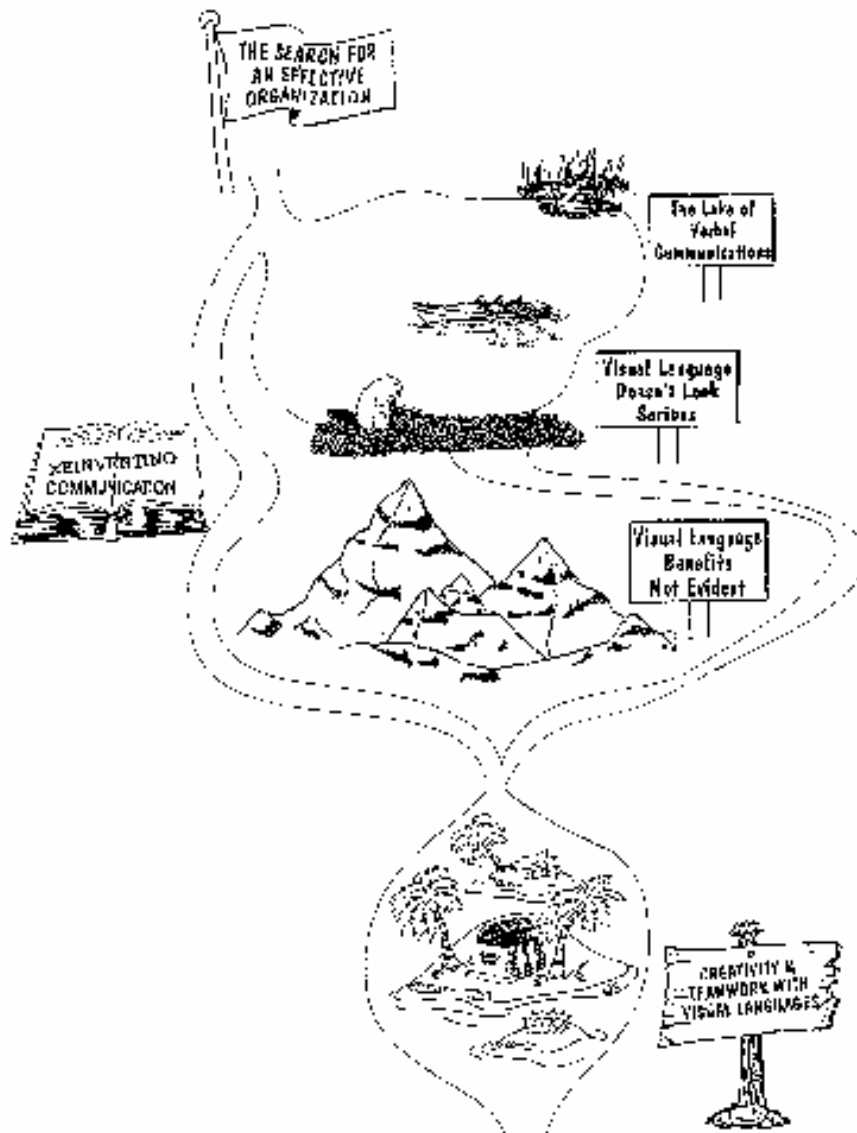 THE SEARCH FOR
AN EFFECTIVE
ORGANIZATION
The Lake of
Verbal
Communications
Visual Language
Doesn't Look
Serious
REINVENTING
COMMUNICATION
Visual Language
Benefits
Not Evident
CREATIVITY &
TEAMWORK WITH
VISUAL LANGUAGES